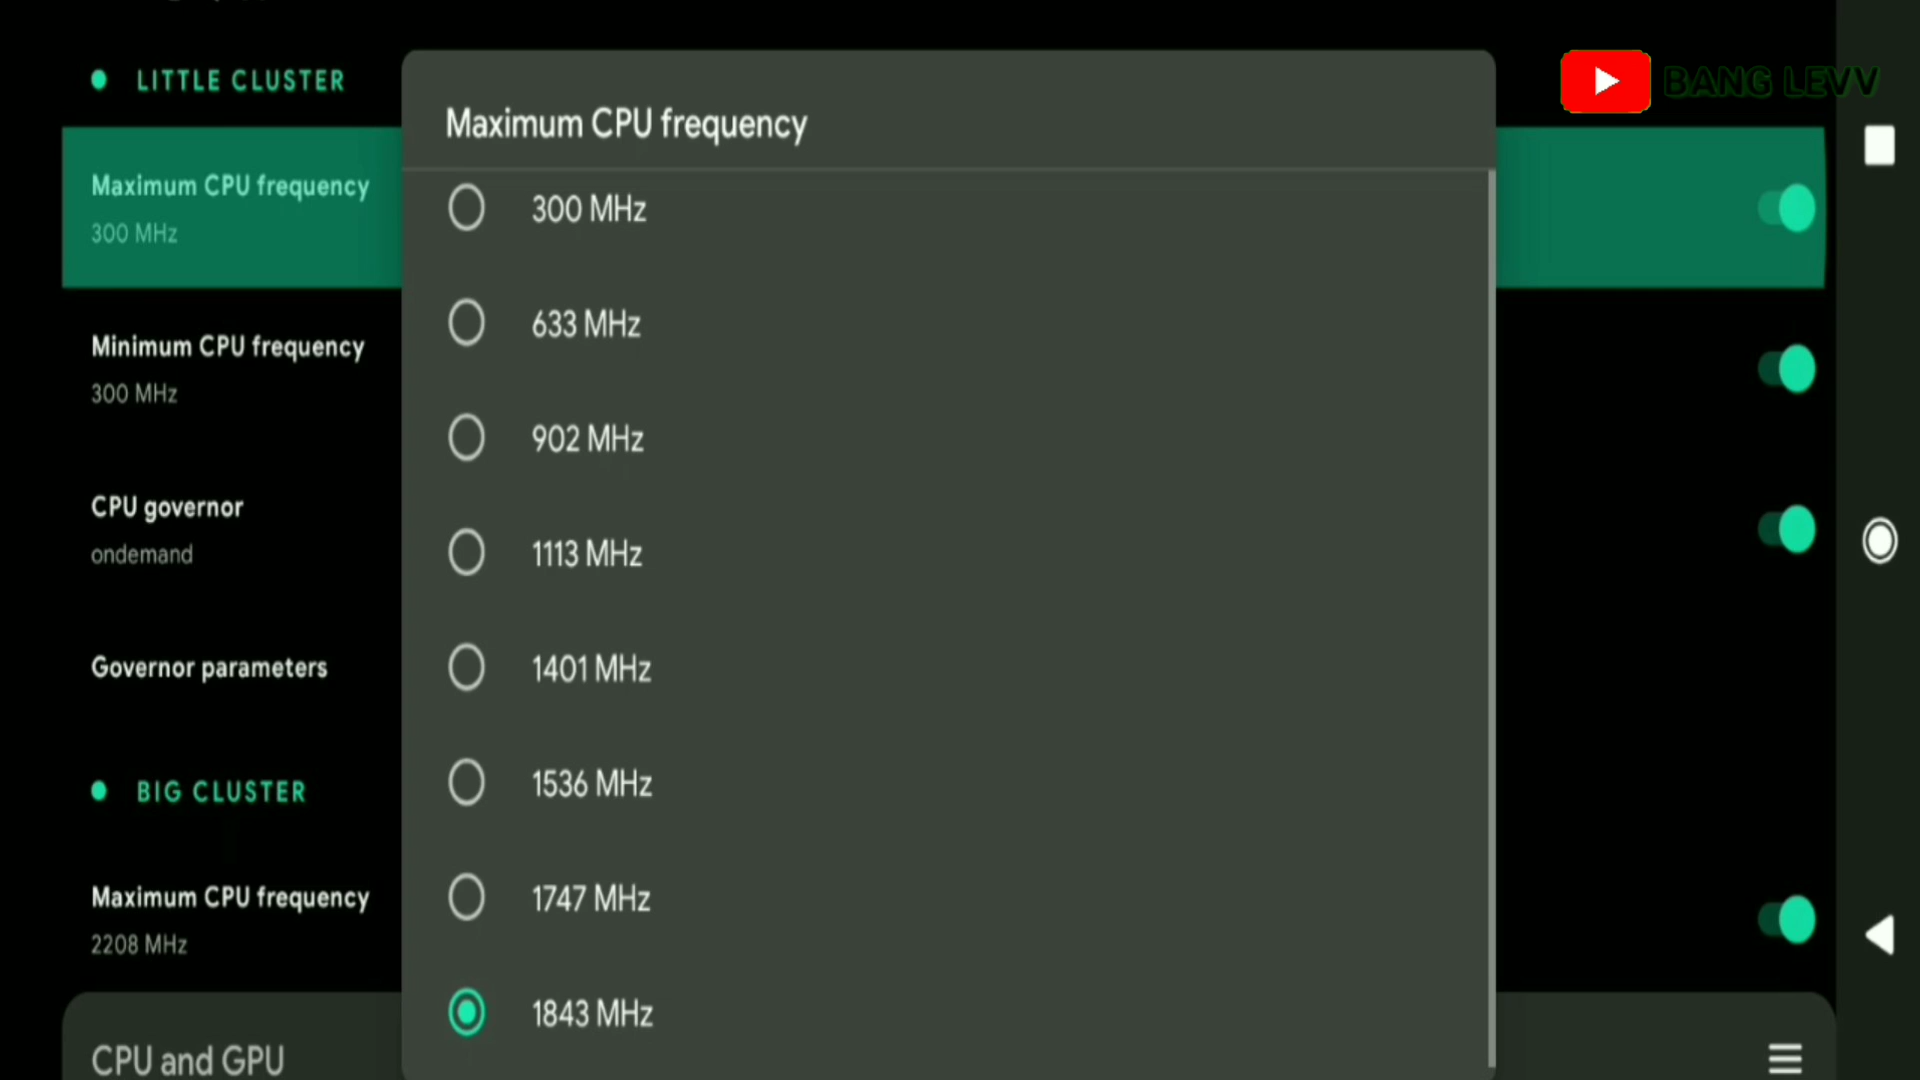 LITTLE CLUSTER
Maximum CPU frequency
300 MHz
Minimum CPU frequency
300 MHz
CPU governor
ondemand
Governor parameters
BIG CLUSTER
Maximum CPU frequency
2208 MHz
CPU and GPU
Maximum CPU frequency
300 MHz
633 MHz
902 MHz
1113 MHz
1401 MHz
1536 MHz
1747 MHz
1843 MHz
BANG LEVV